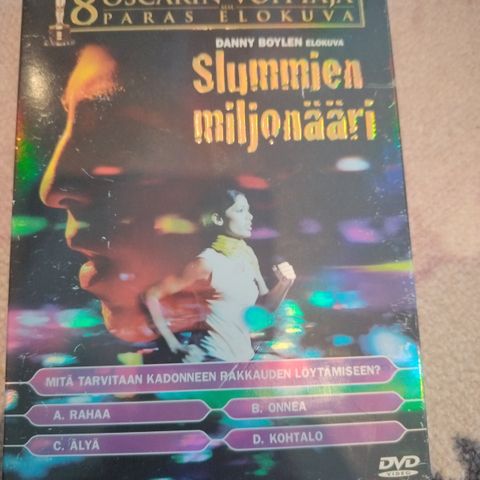 8 OSCARIN VOITTAJA
PARAS ELOKUVA
DANNY BOYLEN ELOKUVA
Slummien
miljonääri
MITÄ TARVITAAN KADONNEEN RAKKAUDEN LÖYTÄMISEEN?
A. RAHAA
B. ONNEA
C. ÄLYÄ
D. KOHTALO
DVD
VIDEO